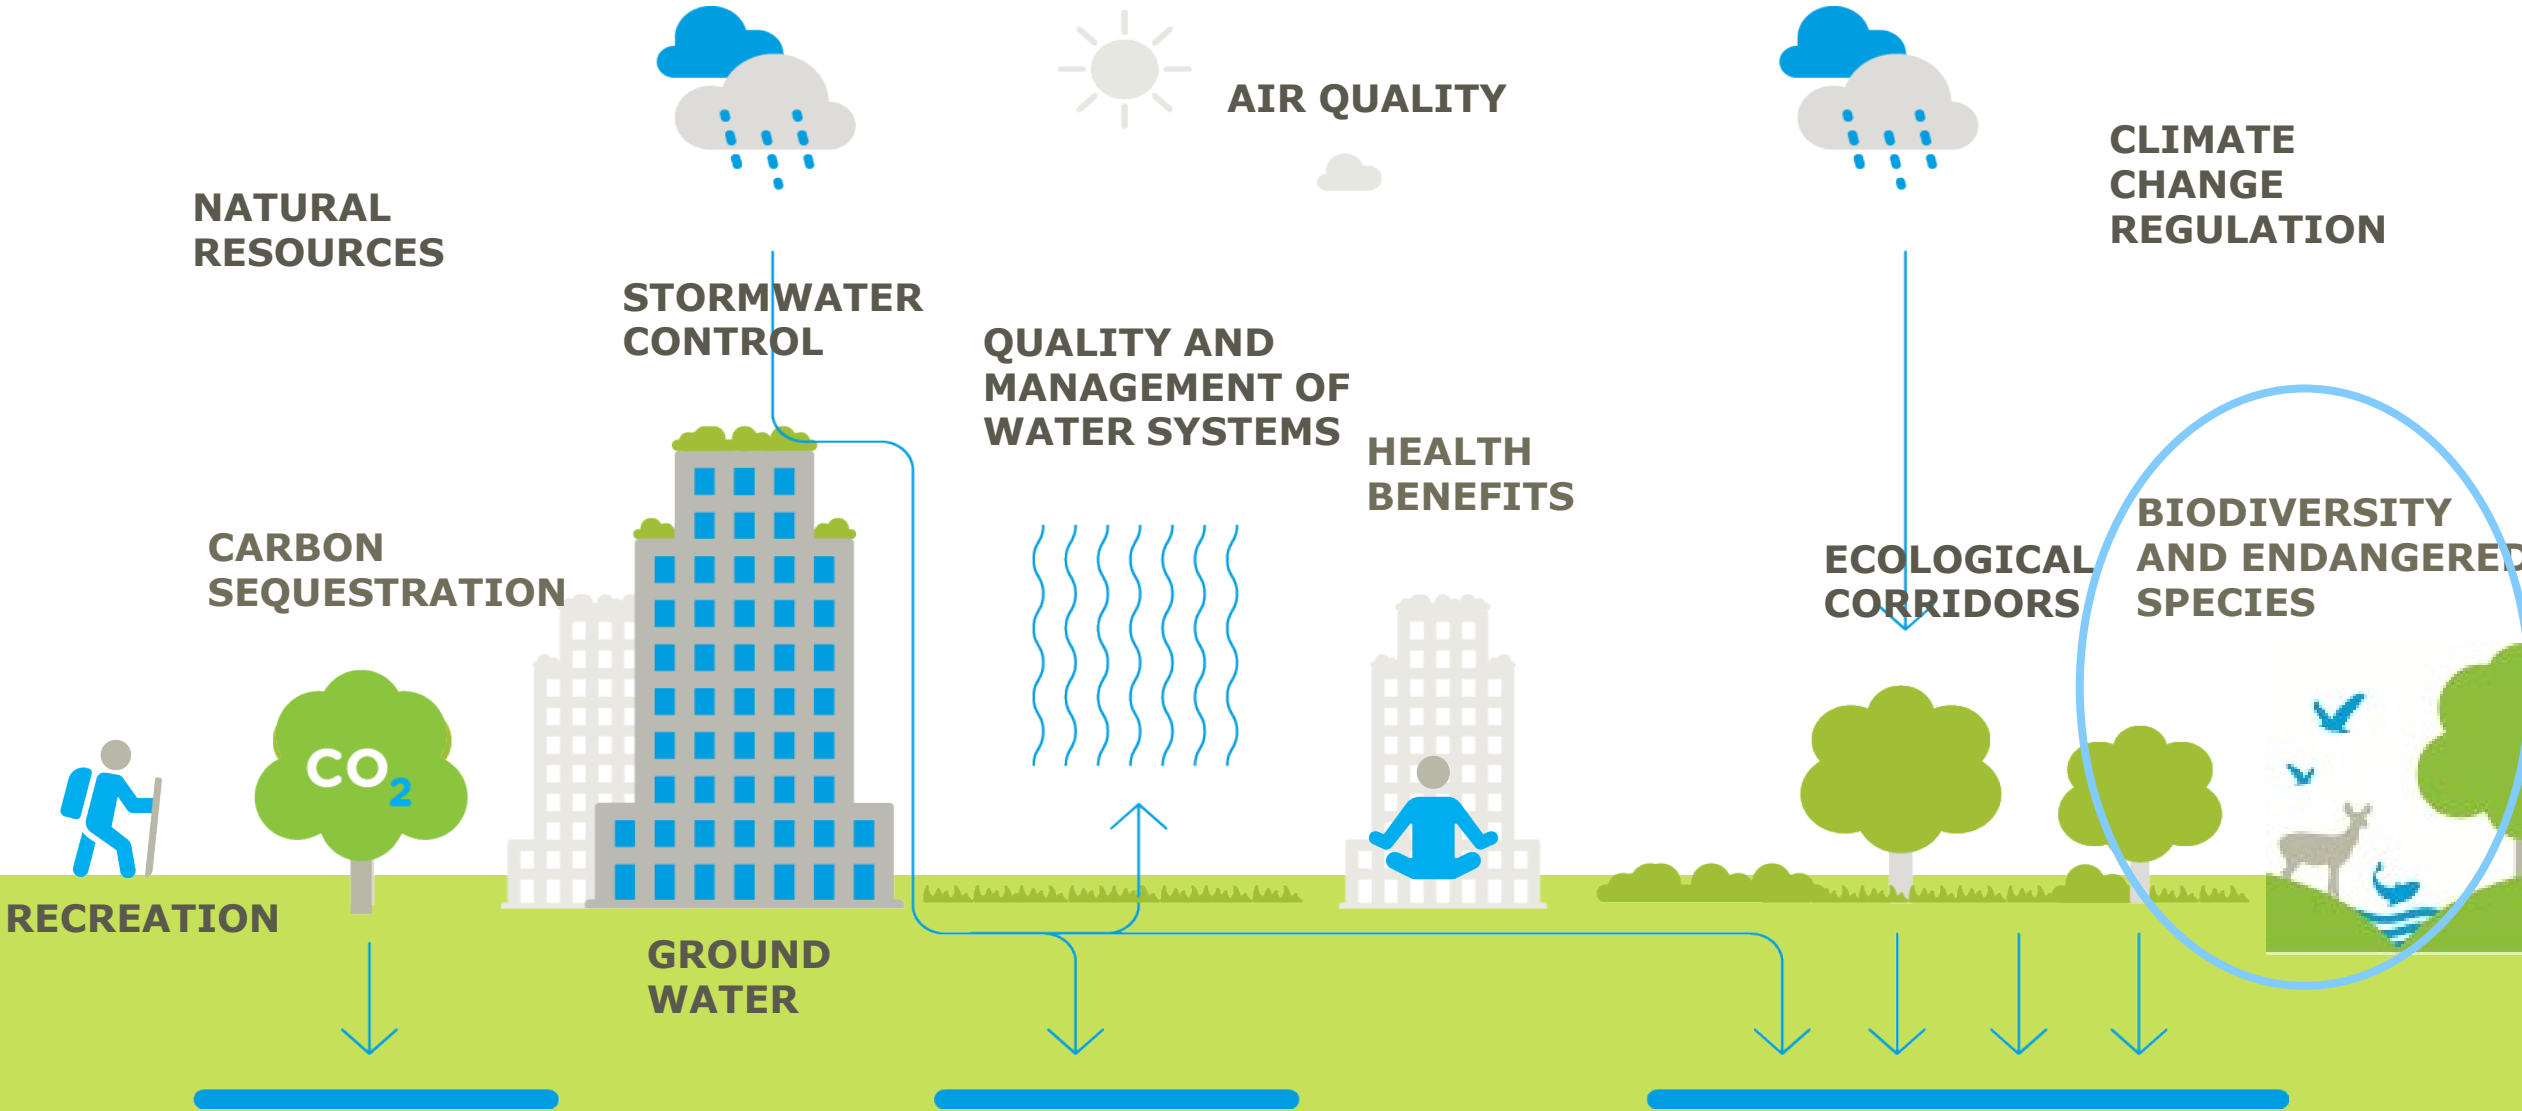 AIR QUALITY
CLIMATE
CHANGE
REGULATION
NATURAL
RESOURCES
STORMWATER
CONTROL
QUALITY AND
MANAGEMENT OF
WATER SYSTEMS
HEALTH
BENEFITS
CARBON
SEQUESTRATION
ECOLOGICAL
CORRIDORS
BIODIVERSITY
AND ENDANGERED
SPECIES
CO2
RECREATION
GROUND
WATER